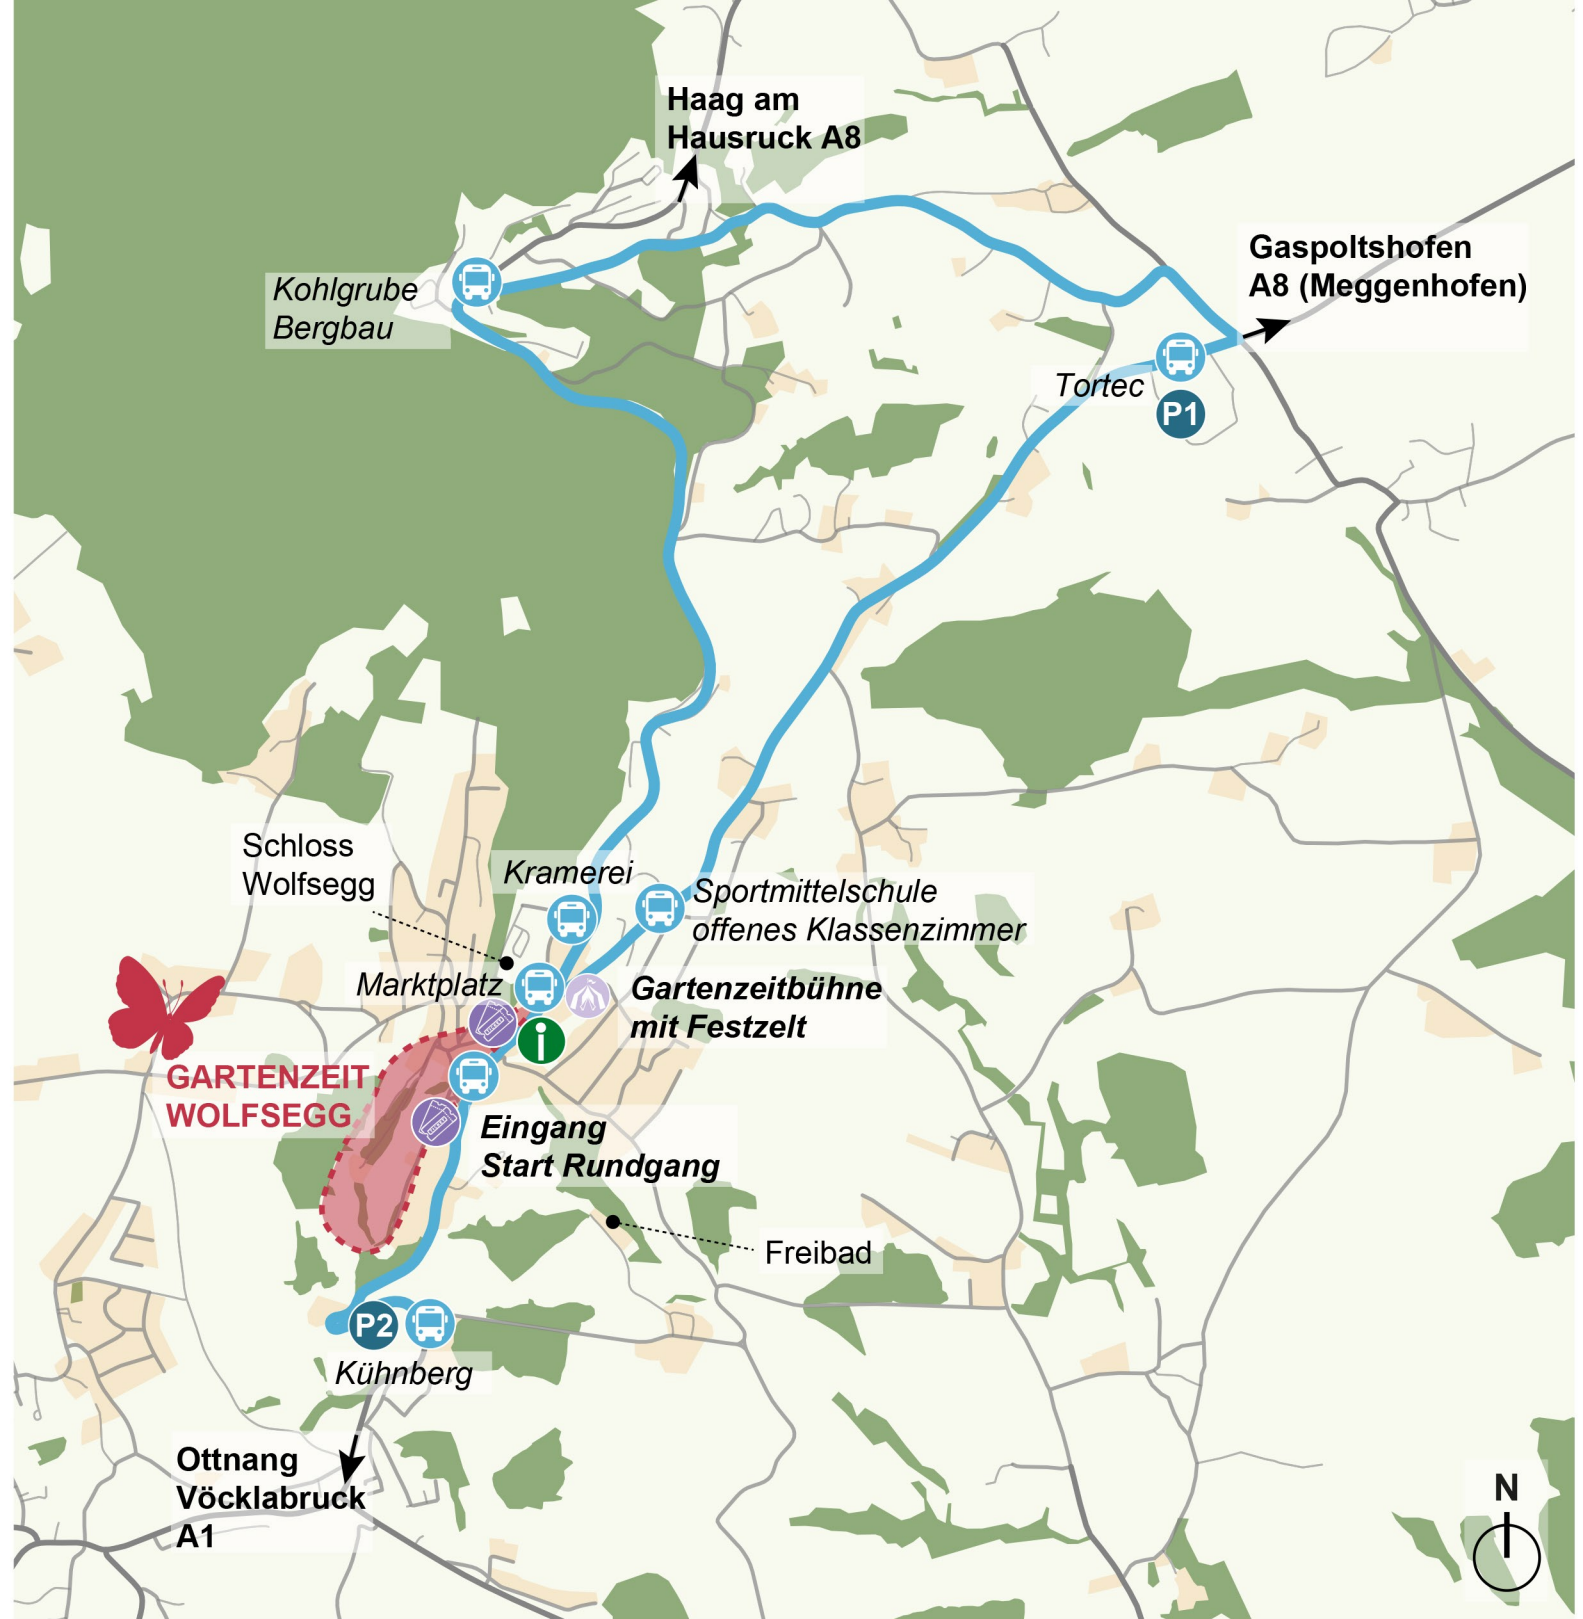 Haag am
Hausruck A8
Gaspoltshofen
A8 (Meggenhofen)
Kohlgrube
Bergbau
Tortec
P1
Schloss
Wolfsegg
Kramerei
Sportmittelschule
offenes Klassenzimmer
Marktplatz
Gartenzeitbühne
mit Festzelt
i
GARTENZEIT
WOLFSEGG
Eingang
Start Rundgang
Freibad
P2
Kühnberg
Ottnang
Vöcklabruck
A1
N